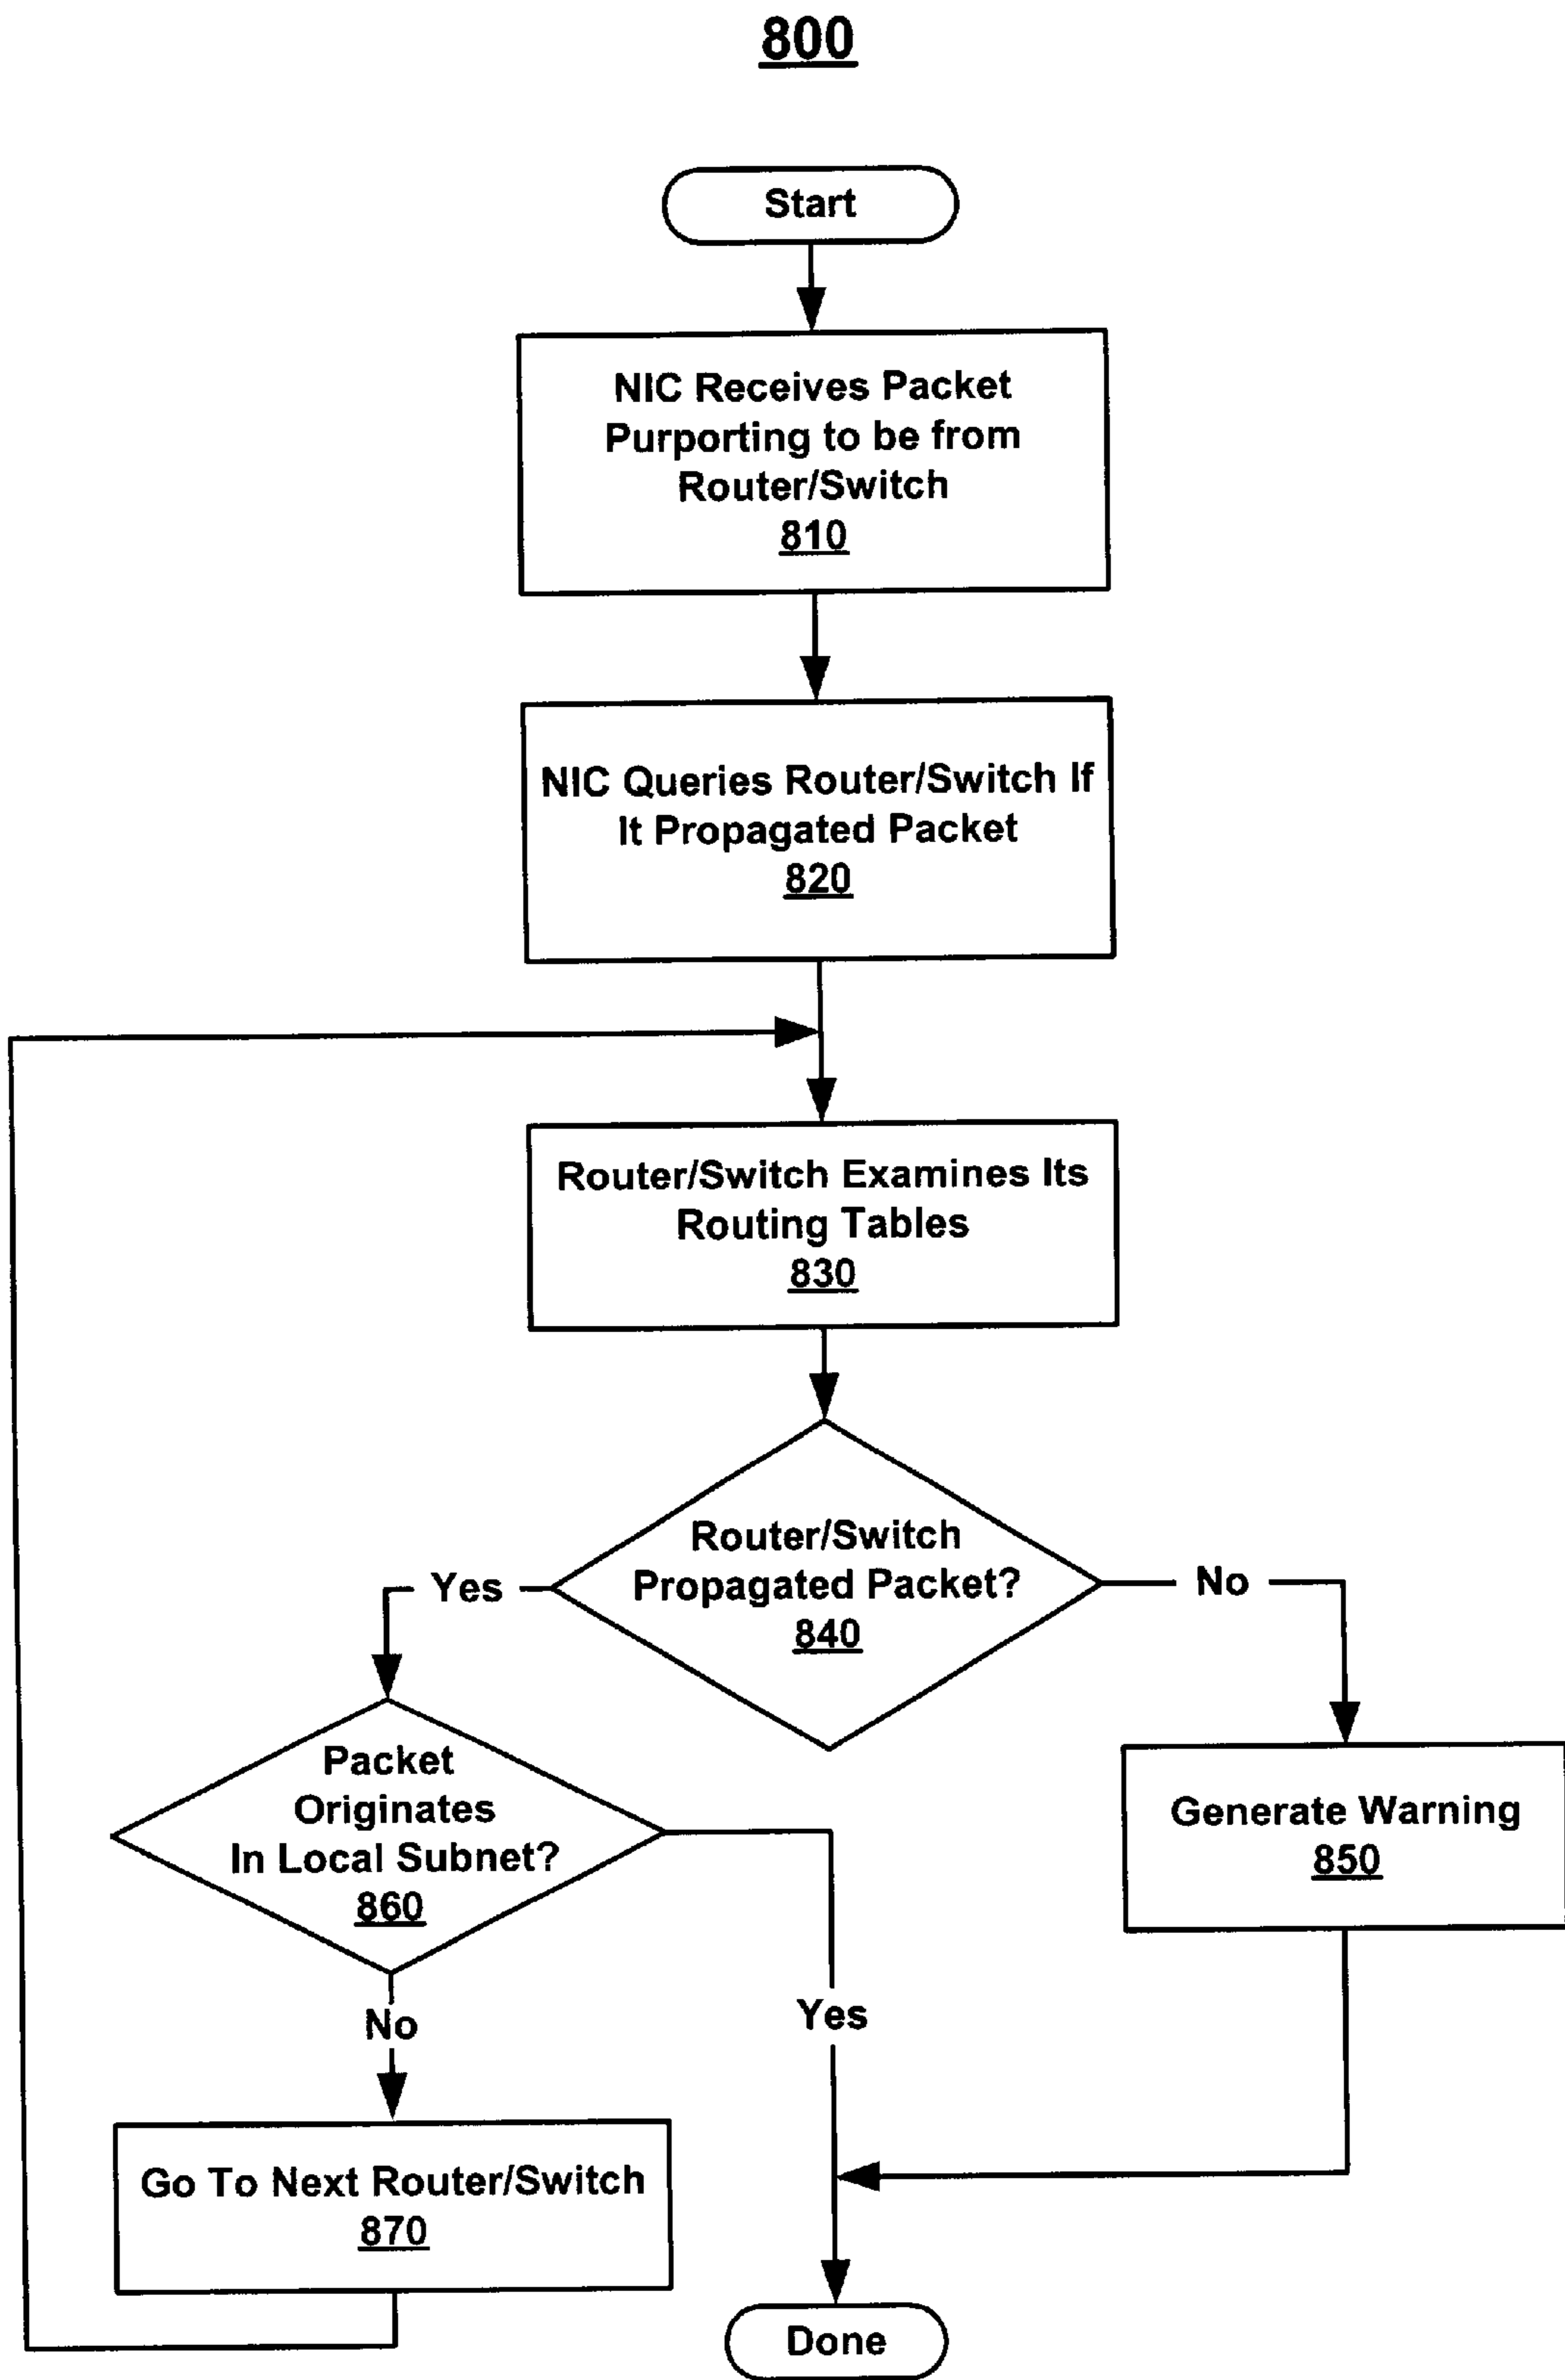 800
Start
NIC Receives Packet
Purporting to be from
Router/Switch
810
NIC Queries Router/Switch If
It Propagated Packet
820
Router/Switch Examines Its
Routing Tables
830
Router/Switch
Propagated Packet?
840
Yes
No
Packet
Originates
In Local Subnet?
860
Generate Warning
850
No
Yes
Go To Next Router/Switch
870
Done